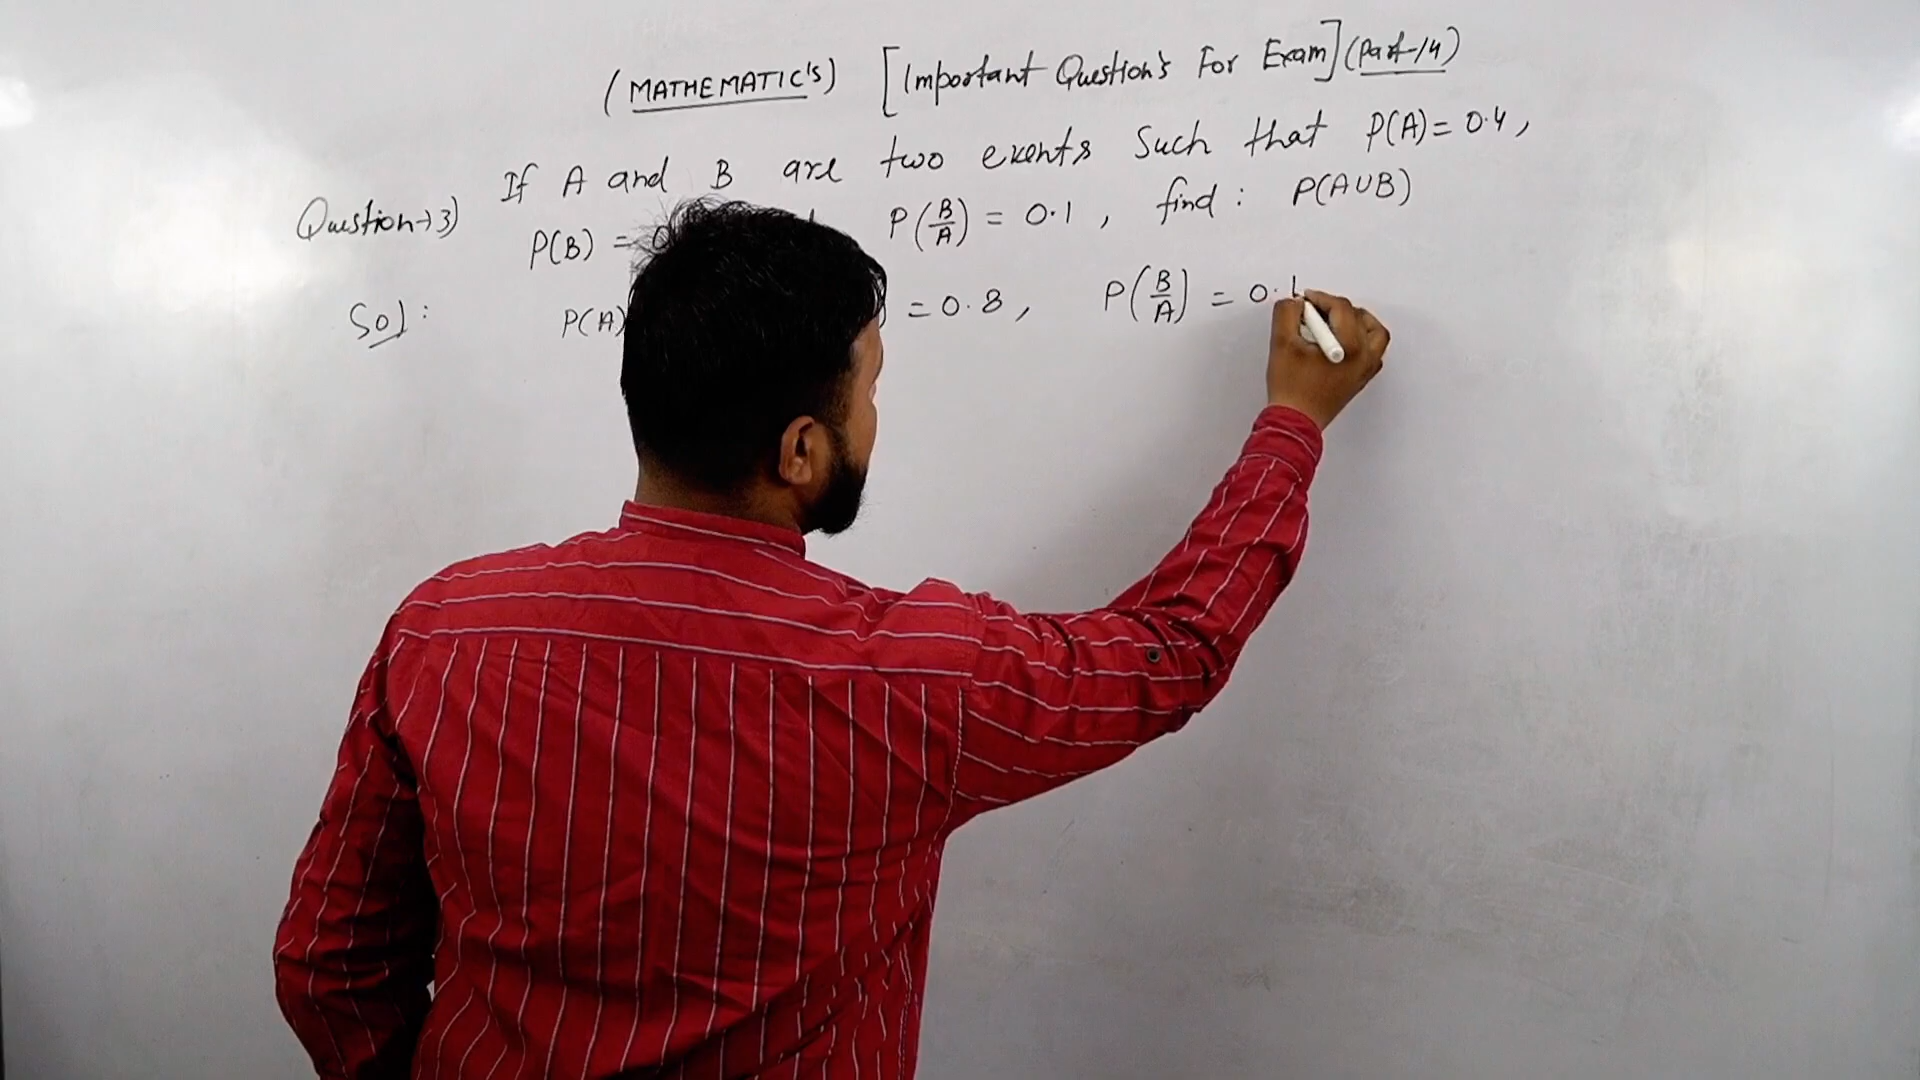 (MATHEMATIC's) [Important Question's For Exam] (Part-14)
Question→3) If A and B are two events Such that P(A) = 0.4,
P(B) = 0 P(B/A) = 0.1, find : P(AUB)
Sol : P(A) ) = 0.8, P(B/A) = 0.1